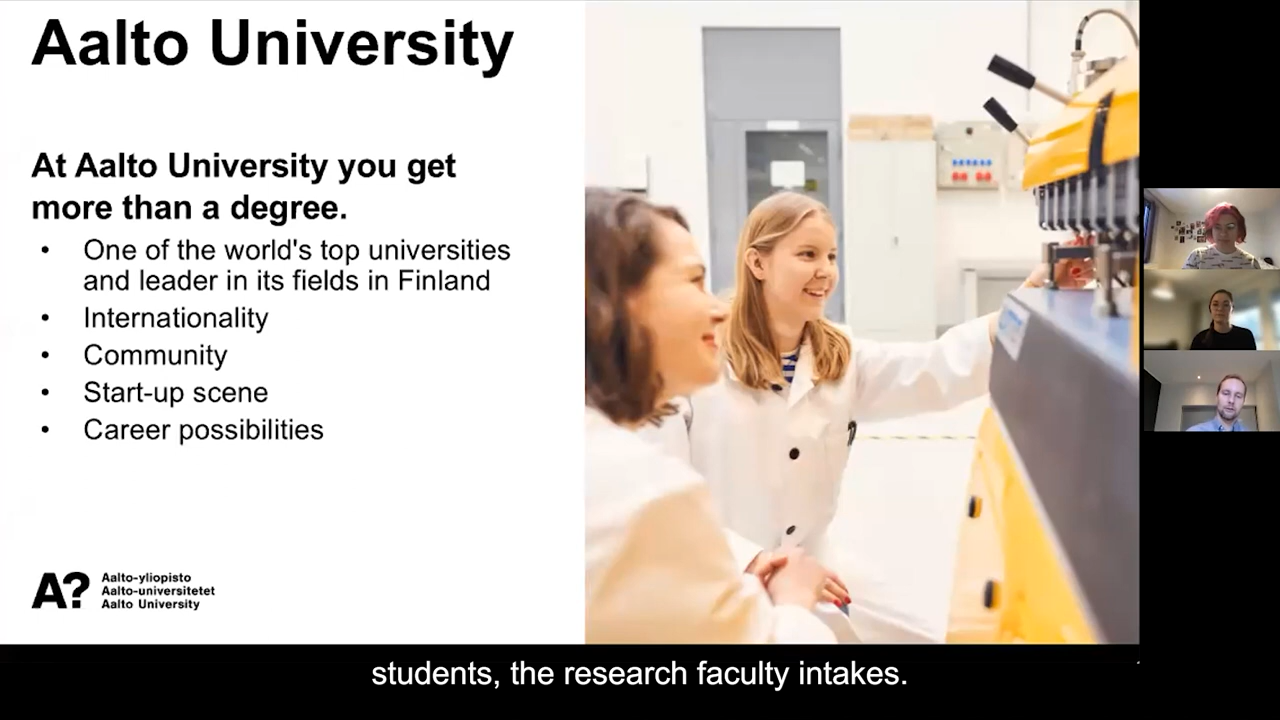 Aalto University
At Aalto University you get
more than a degree.
• One of the world's top universities
and leader in its fields in Finland
• Internationality
• Community
• Start-up scene
• Career possibilities
A?
Aalto-yliopisto
Aalto-universitetet
Aalto University
students, the research faculty intakes.